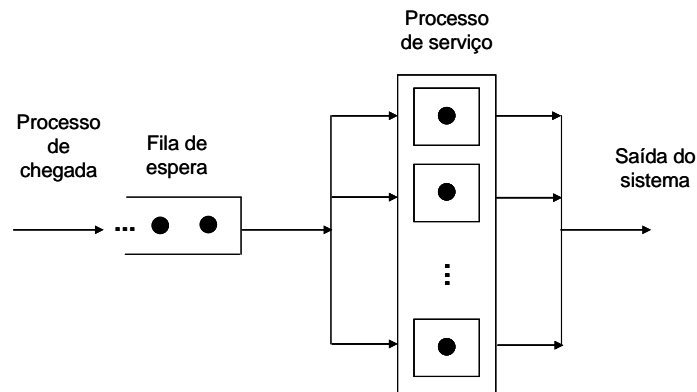 Processo
de serviço
Processo
de
chegada
Fila de
espera
Saída do
sistema